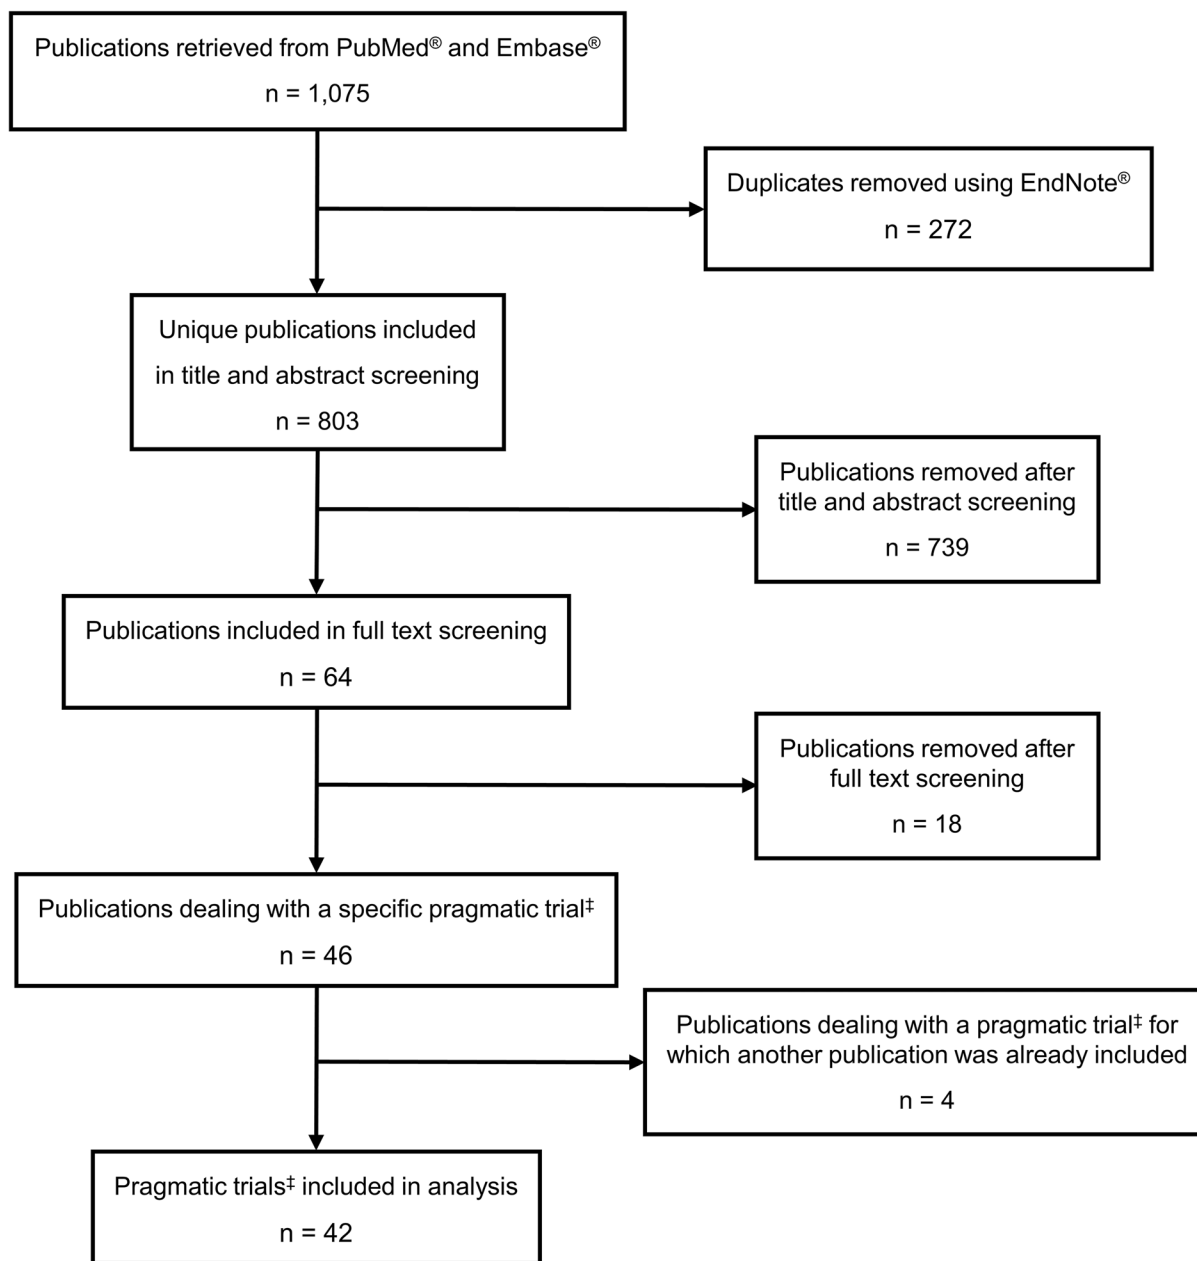 Publications retrieved from PubMed® and Embase®
n = 1,075
Duplicates removed using EndNote®
n = 272
Unique publications included
in title and abstract screening
n = 803
Publications removed after
title and abstract screening
n = 739
Publications included in full text screening
n = 64
Publications removed after
full text screening
n = 18
Publications dealing with a specific pragmatic trial‡
n = 46
Publications dealing with a pragmatic trial‡ for
which another publication was already included
n = 4
Pragmatic trials‡ included in analysis
n = 42